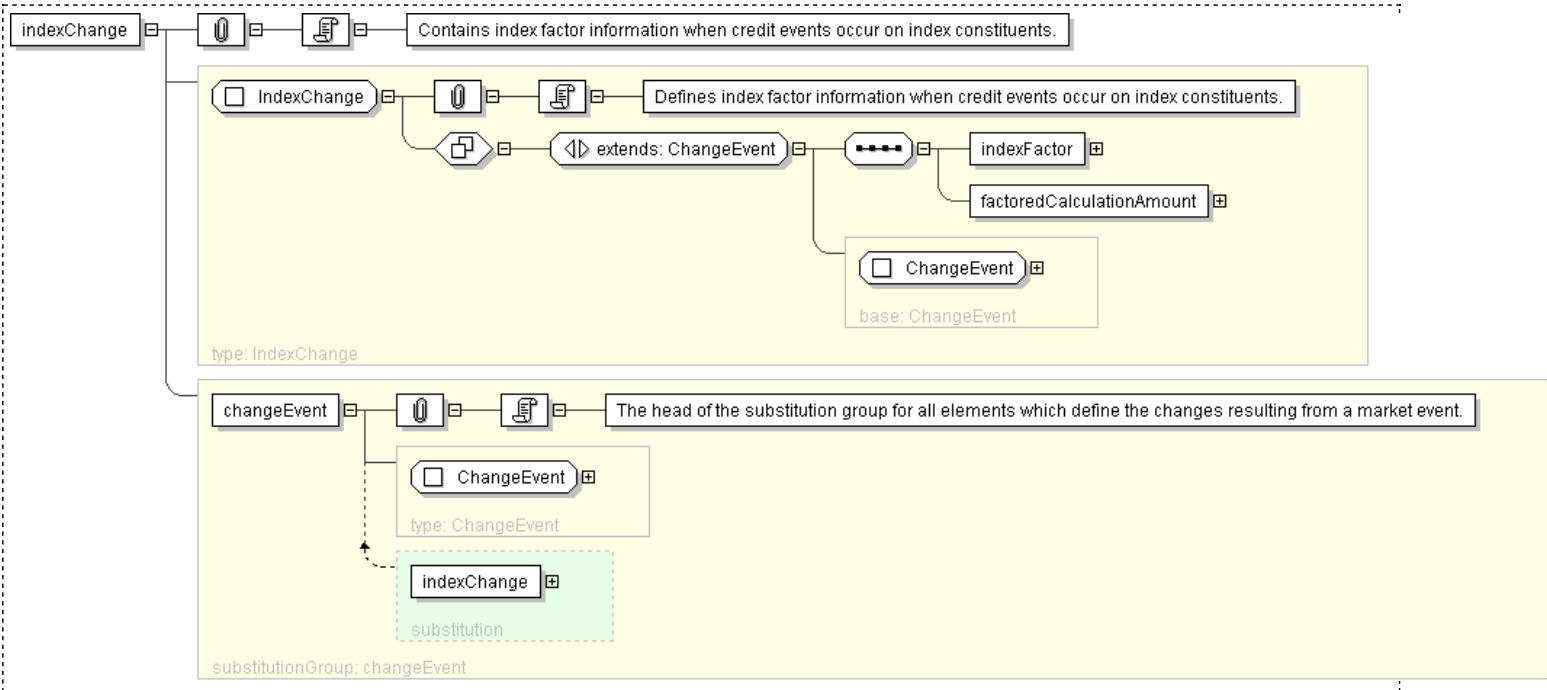 indexChange Contains index factor information when credit events occur on index constituents.
IndexChange Defines index factor information when credit events occur on index constituents.
extends: ChangeEvent indexFactor
factoredCalculationAmount
ChangeEvent
base: ChangeEvent
type: IndexChange
changeEvent The head of the substitution group for all elements which define the changes resulting from a market event.
ChangeEvent
type: ChangeEvent
indexChange
substitution
substitutionGroup: changeEvent